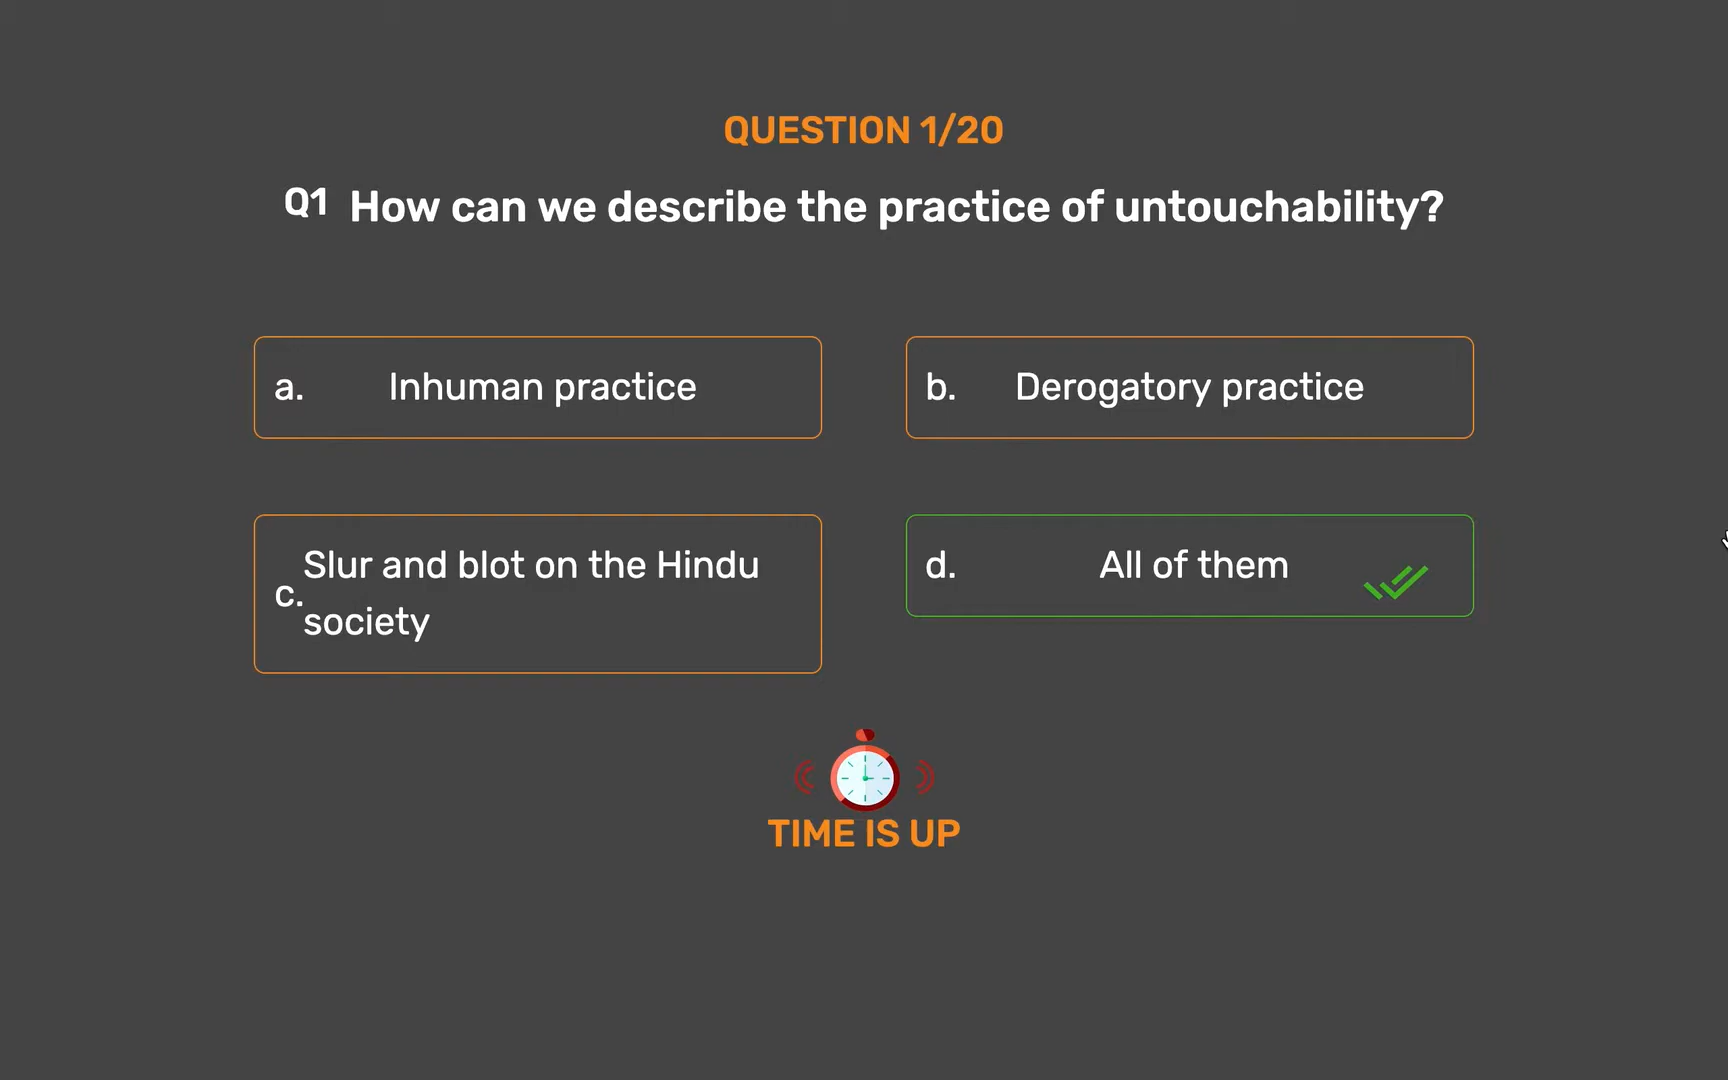 QUESTION 1/20
Q1 How can we describe the practice of untouchability?
a. Inhuman practice
b. Derogatory practice
c. Slur and blot on the Hindu
society
d. All of them
TIME IS UP